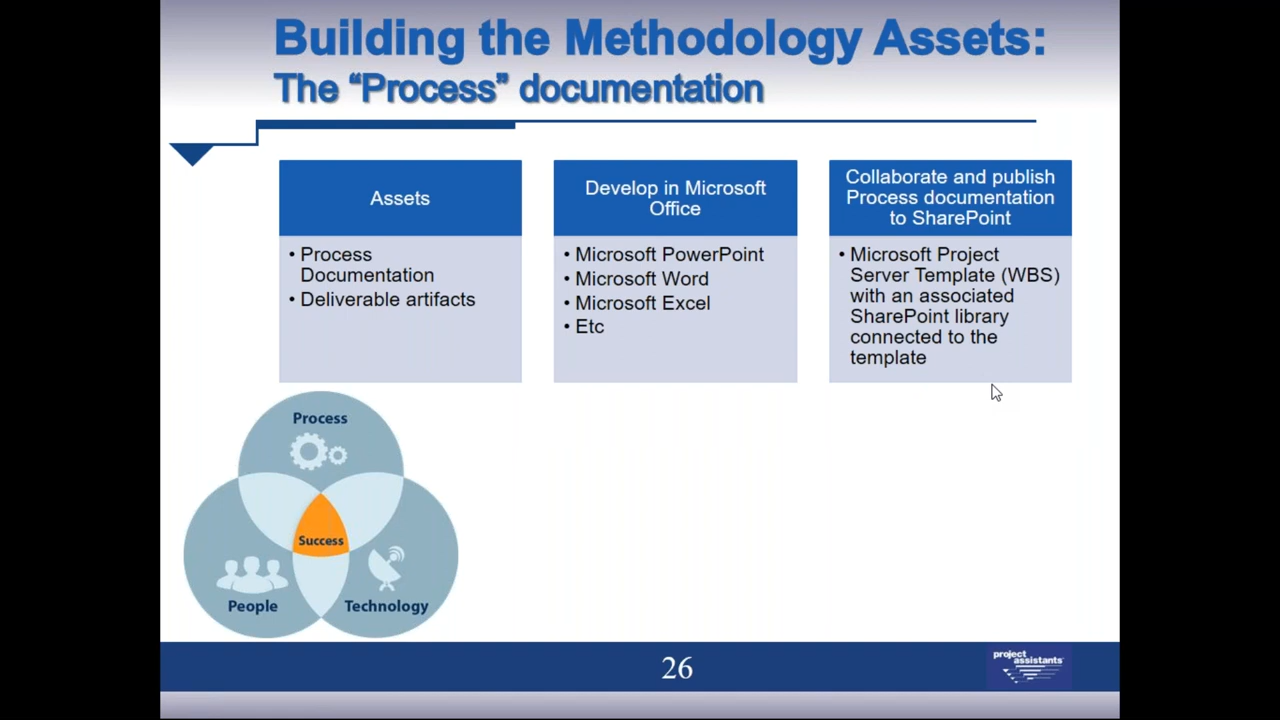 Building the Methodology Assets:
The “Process” documentation
Assets
• Process
Documentation
• Deliverable artifacts
Develop in Microsoft
Office
• Microsoft PowerPoint
• Microsoft Word
• Microsoft Excel
• Etc
Collaborate and publish
Process documentation
to SharePoint
• Microsoft Project
Server Template (WBS)
with an associated
SharePoint library
connected to the
template
Process
Success
People
Technology
26
project
assistants